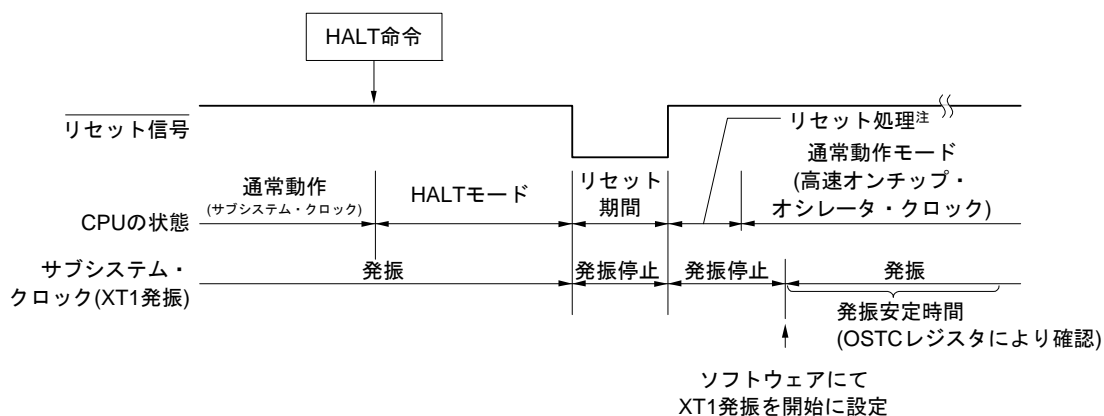 HALT命令
リセット信号
リセット処理注
通常動作
(サブシステム・クロック)
HALTモード
リセット
期間
通常動作モード
(高速オンチップ・
オシレータ・クロック)
CPUの状態
サブシステム・
クロック(XT1発振)
発振
発振停止
発振停止
発振
発振安定時間
(OSTCレジスタにより確認)
ソフトウェアにて
XT1発振を開始に設定